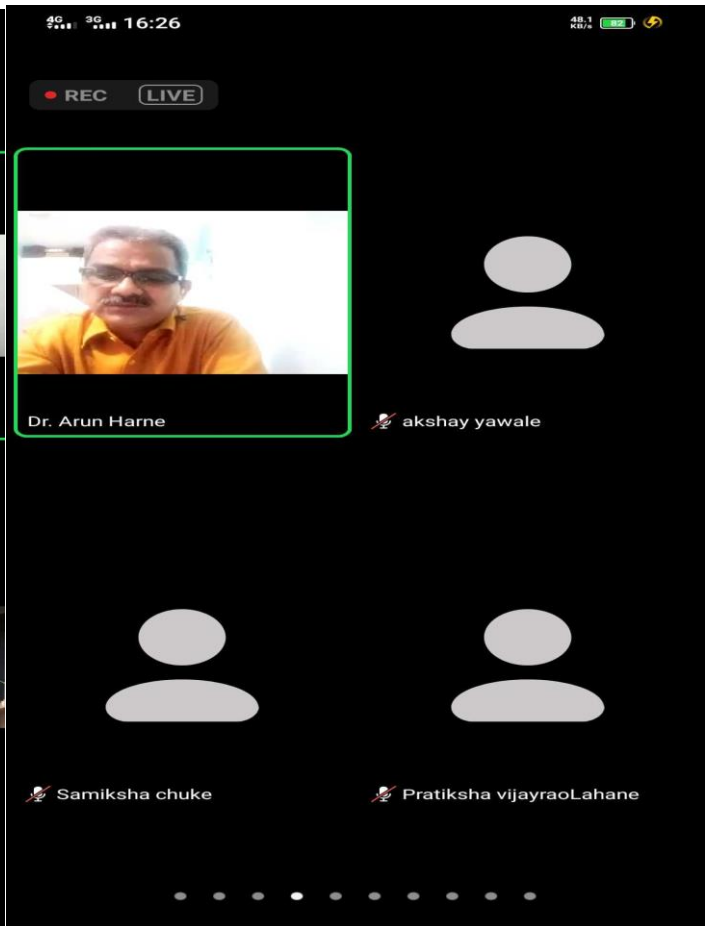 4G 3G 16:26 48.1 KB/s 82
REC LIVE
Dr. Arun Harne
akshay yawale
Samiksha chuke
Pratiksha vijayraoLahane